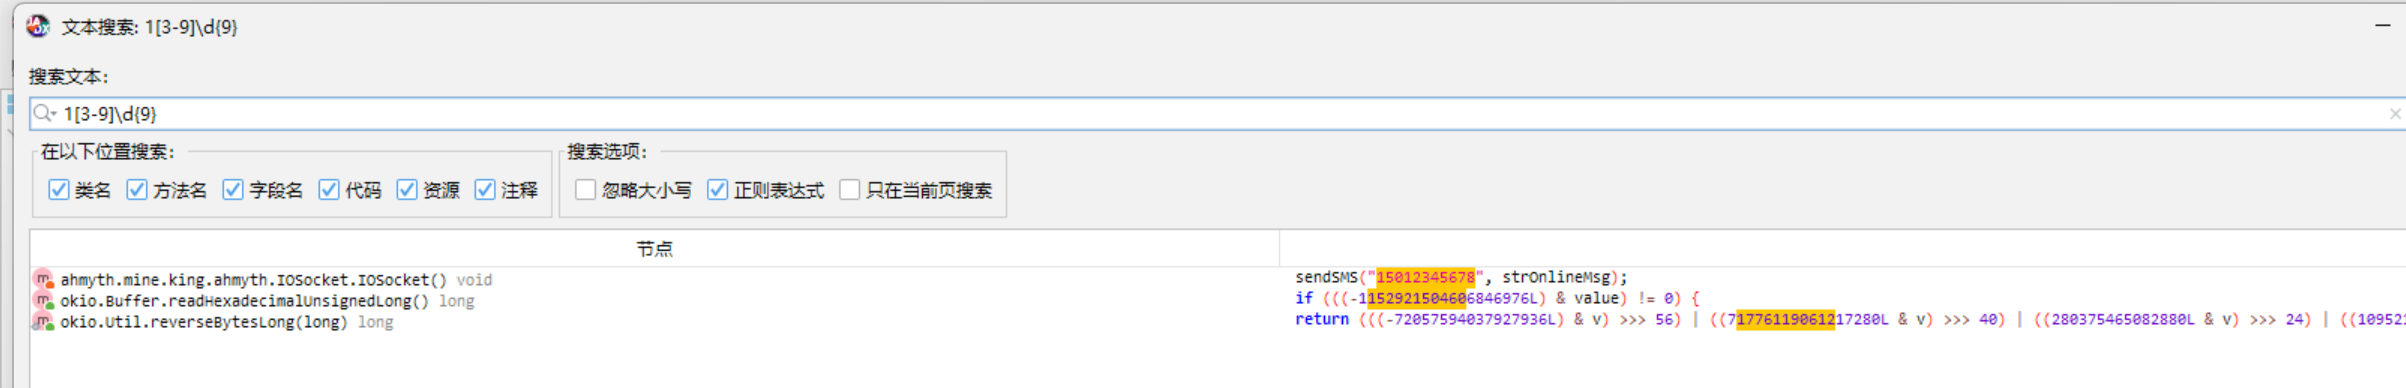 文本搜索: 1[3-9]\d{9}
搜索文本:
1[3-9]\d{9}
在以下位置搜索:
类名 方法名 字段名 代码 资源 注释
搜索选项:
忽略大小写 正则表达式 只在当前页搜索
节点
ahmyth.mine.king.ahmyth.IOSocket.IOSocket() void
sendSMS("15012345678", strOnlineMsg);
okio.Buffer.readHexadecimalUnsignedLong() long
if (((-1152921504606846976L) & value) != 0) {
okio.Util.reverseBytesLong(long) long
return (((-72057594037927936L) & v) >>> 56) | ((71776119061217280L & v) >>> 40) | ((280375465082880L & v) >>> 24) | ((10952